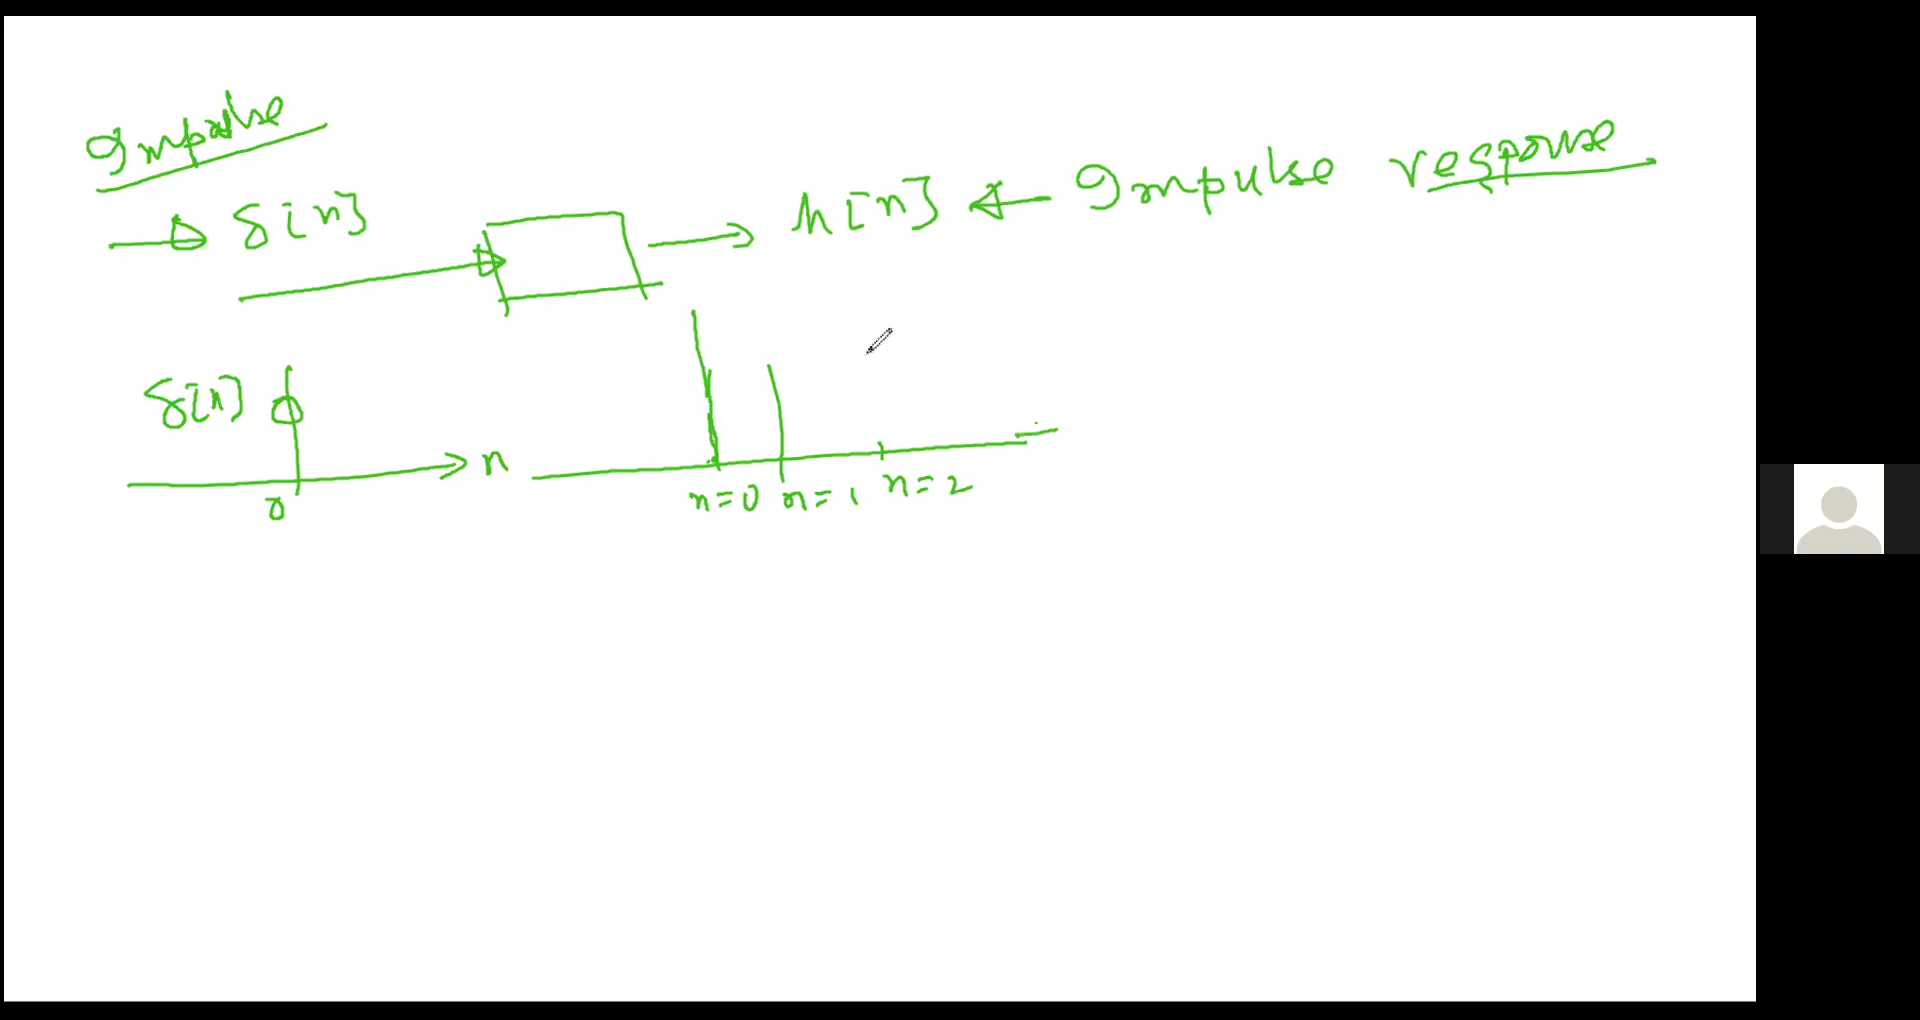 Impulse
Impulse response
δ[n]
h[n]
δ[n]
n
0
n=0 n=1 n=2